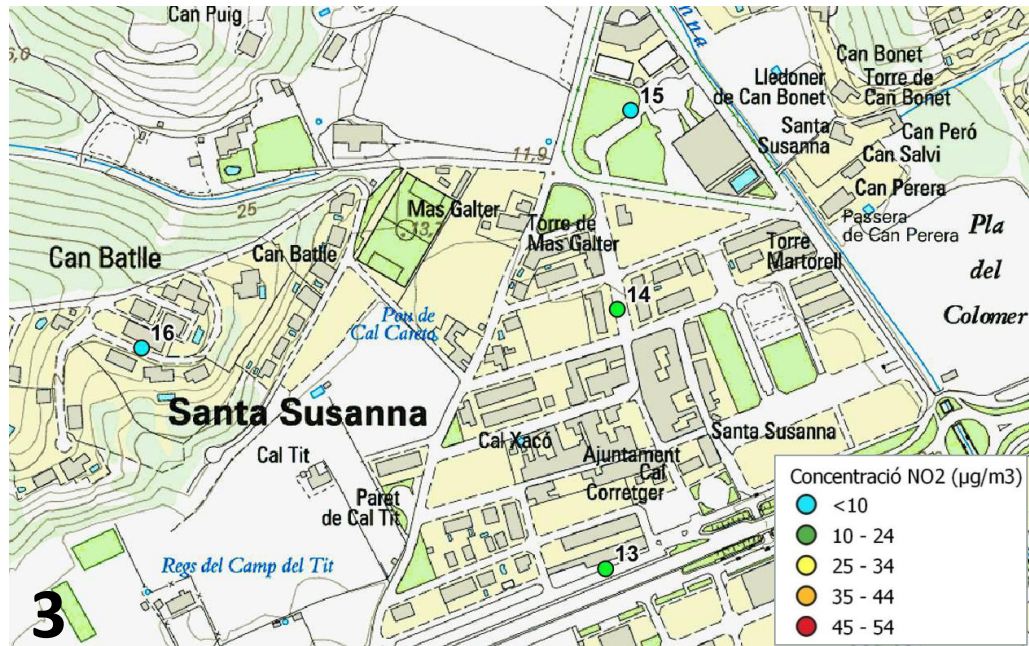 Can Puig
Can Bonet
Lledoner
de Can Bonet
Torre de
Can Bonet
15
Santa
Susanna
Can Peró
Can Salvi
Can Perera
Passera
de Can Perera
Pla
del
Colomer
11,9
25
Mas Galter
13,
Torre de
Mas Galter
Torre
Martorell
Can Batlle
Can Batlle
14
16
Pou de
Cal Careta
Santa Susanna
Cal Tit
Cal Xacó
Ajuntament
Cal
Corretger
Santa Susanna
Paret
de Cal Tit
Regs del Camp del Tit
13
3
Concentració NO2 (µg/m3)
<10
10 - 24
25 - 34
35 - 44
45 - 54